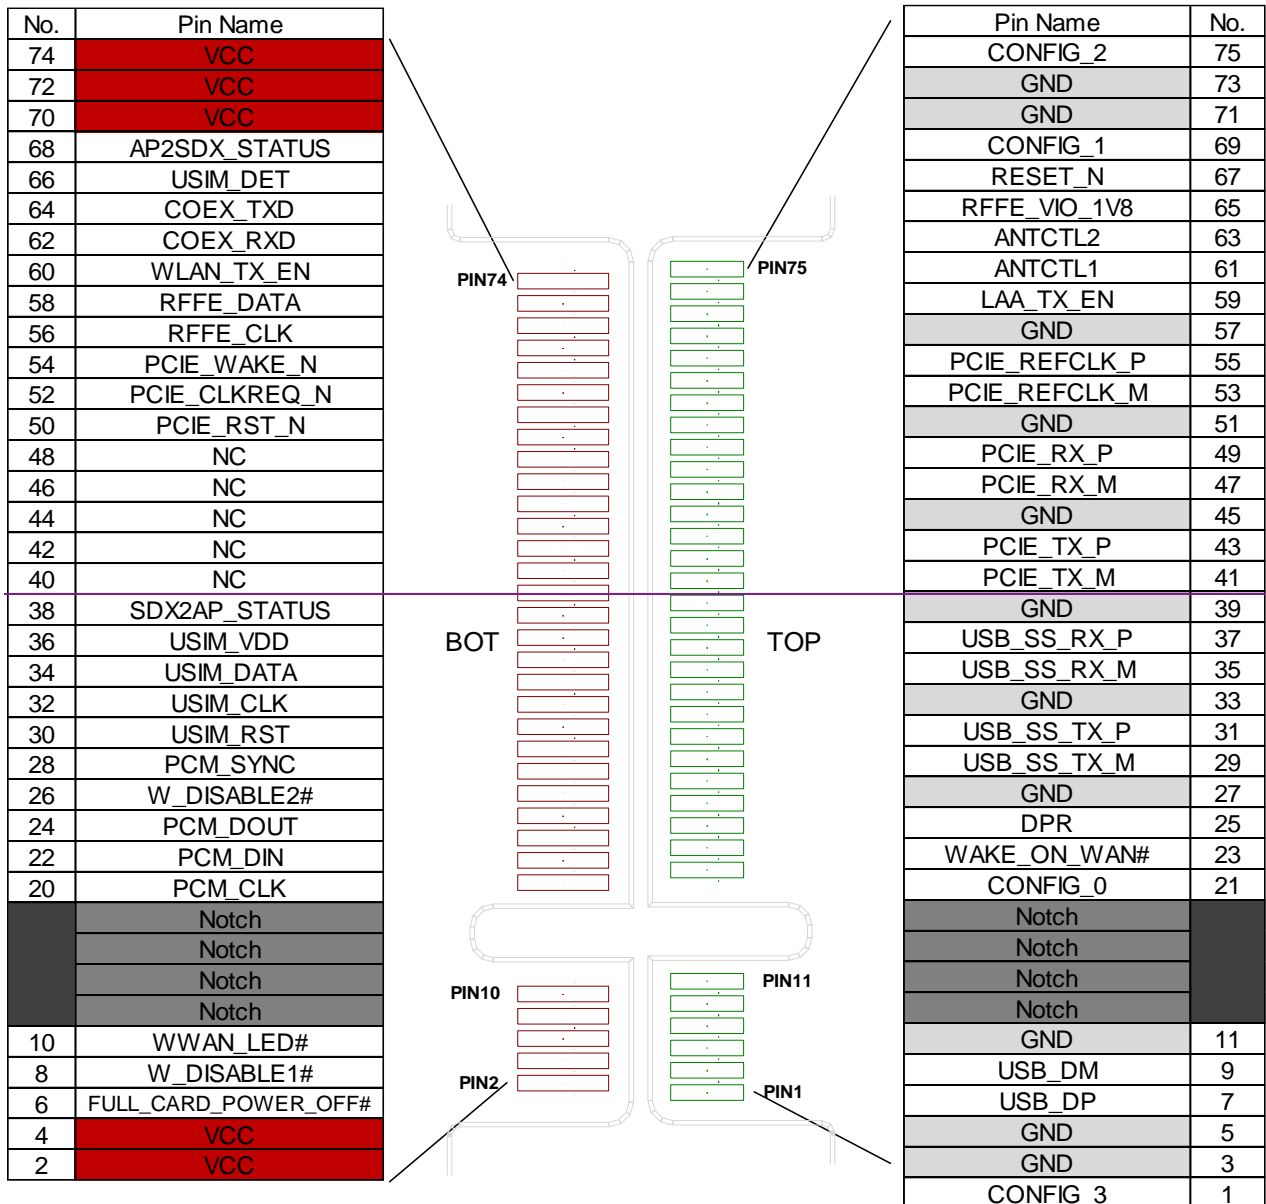 No. Pin Name
74 VCC
72 VCC
70 VCC
68 AP2SDX_STATUS
66 USIM_DET
64 COEX_TXD
62 COEX_RXD
60 WLAN_TX_EN
58 RFFE_DATA
56 RFFE_CLK
54 PCIE_WAKE_N
52 PCIE_CLKREQ_N
50 PCIE_RST_N
48 NC
46 NC
44 NC
42 NC
40 NC
38 SDX2AP_STATUS
36 USIM_VDD
34 USIM_DATA
32 USIM_CLK
30 USIM_RST
28 PCM_SYNC
26 W_DISABLE2#
24 PCM_DOUT
22 PCM_DIN
20 PCM_CLK
Notch
Notch
Notch
Notch
10 WWAN_LED#
8 W_DISABLE1#
6 FULL_CARD_POWER_OFF#
4 VCC
2 VCC
PIN74
BOT
PIN10
PIN2
PIN75
TOP
PIN11
PIN1
Pin Name No.
CONFIG_2 75
GND 73
GND 71
CONFIG_1 69
RESET_N 67
RFFE_VIO_1V8 65
ANTCTL2 63
ANTCTL1 61
LAA_TX_EN 59
GND 57
PCIE_REFCLK_P 55
PCIE_REFCLK_M 53
GND 51
PCIE_RX_P 49
PCIE_RX_M 47
GND 45
PCIE_TX_P 43
PCIE_TX_M 41
GND 39
USB_SS_RX_P 37
USB_SS_RX_M 35
GND 33
USB_SS_TX_P 31
USB_SS_TX_M 29
GND 27
DPR 25
WAKE_ON_WAN# 23
CONFIG_0 21
Notch
Notch
Notch
Notch
GND 11
USB_DM 9
USB_DP 7
GND 5
GND 3
CONFIG_3 1